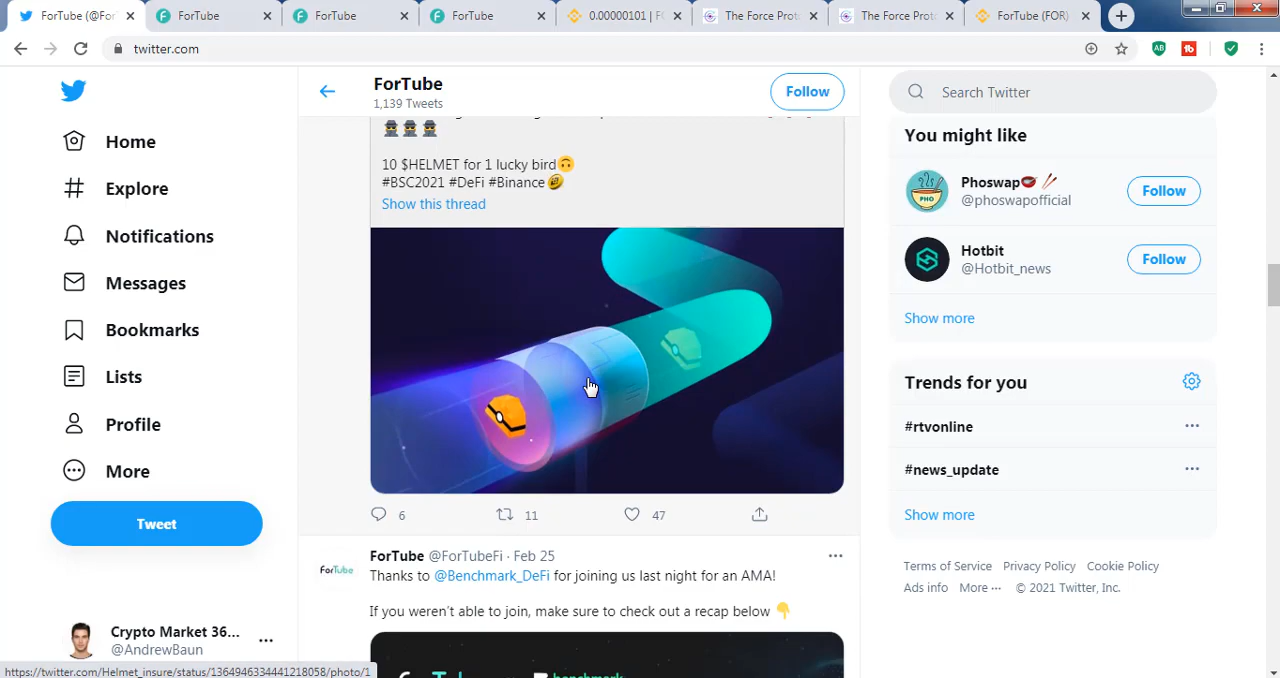 ForTube (@For
ForTube
ForTube
ForTube
0.00000101 | F
The Force Prot
The Force Prot
ForTube (FOR)
twitter.com
Home
Explore
Notifications
Messages
Bookmarks
Lists
Profile
More
Tweet
Crypto Market 36...
@AndrewBaun
ForTube
1,139 Tweets
Follow
10 $HELMET for 1 lucky bird🙃
#BSC2021 #DeFi #Binance
Show this thread
6
11
47
ForTube @ForTubeFi · Feb 25
Thanks to @Benchmark_DeFi for joining us last night for an AMA!
If you weren't able to join, make sure to check out a recap below 👇
Search Twitter
You might like
Phoswap
@phoswapofficial
Follow
Hotbit
@Hotbit_news
Follow
Show more
Trends for you
#rtvonline
#news_update
Show more
Terms of Service Privacy Policy Cookie Policy
Ads info More ··· © 2021 Twitter, Inc.
https://twitter.com/Helmet_insure/status/1364946334441218058/photo/1